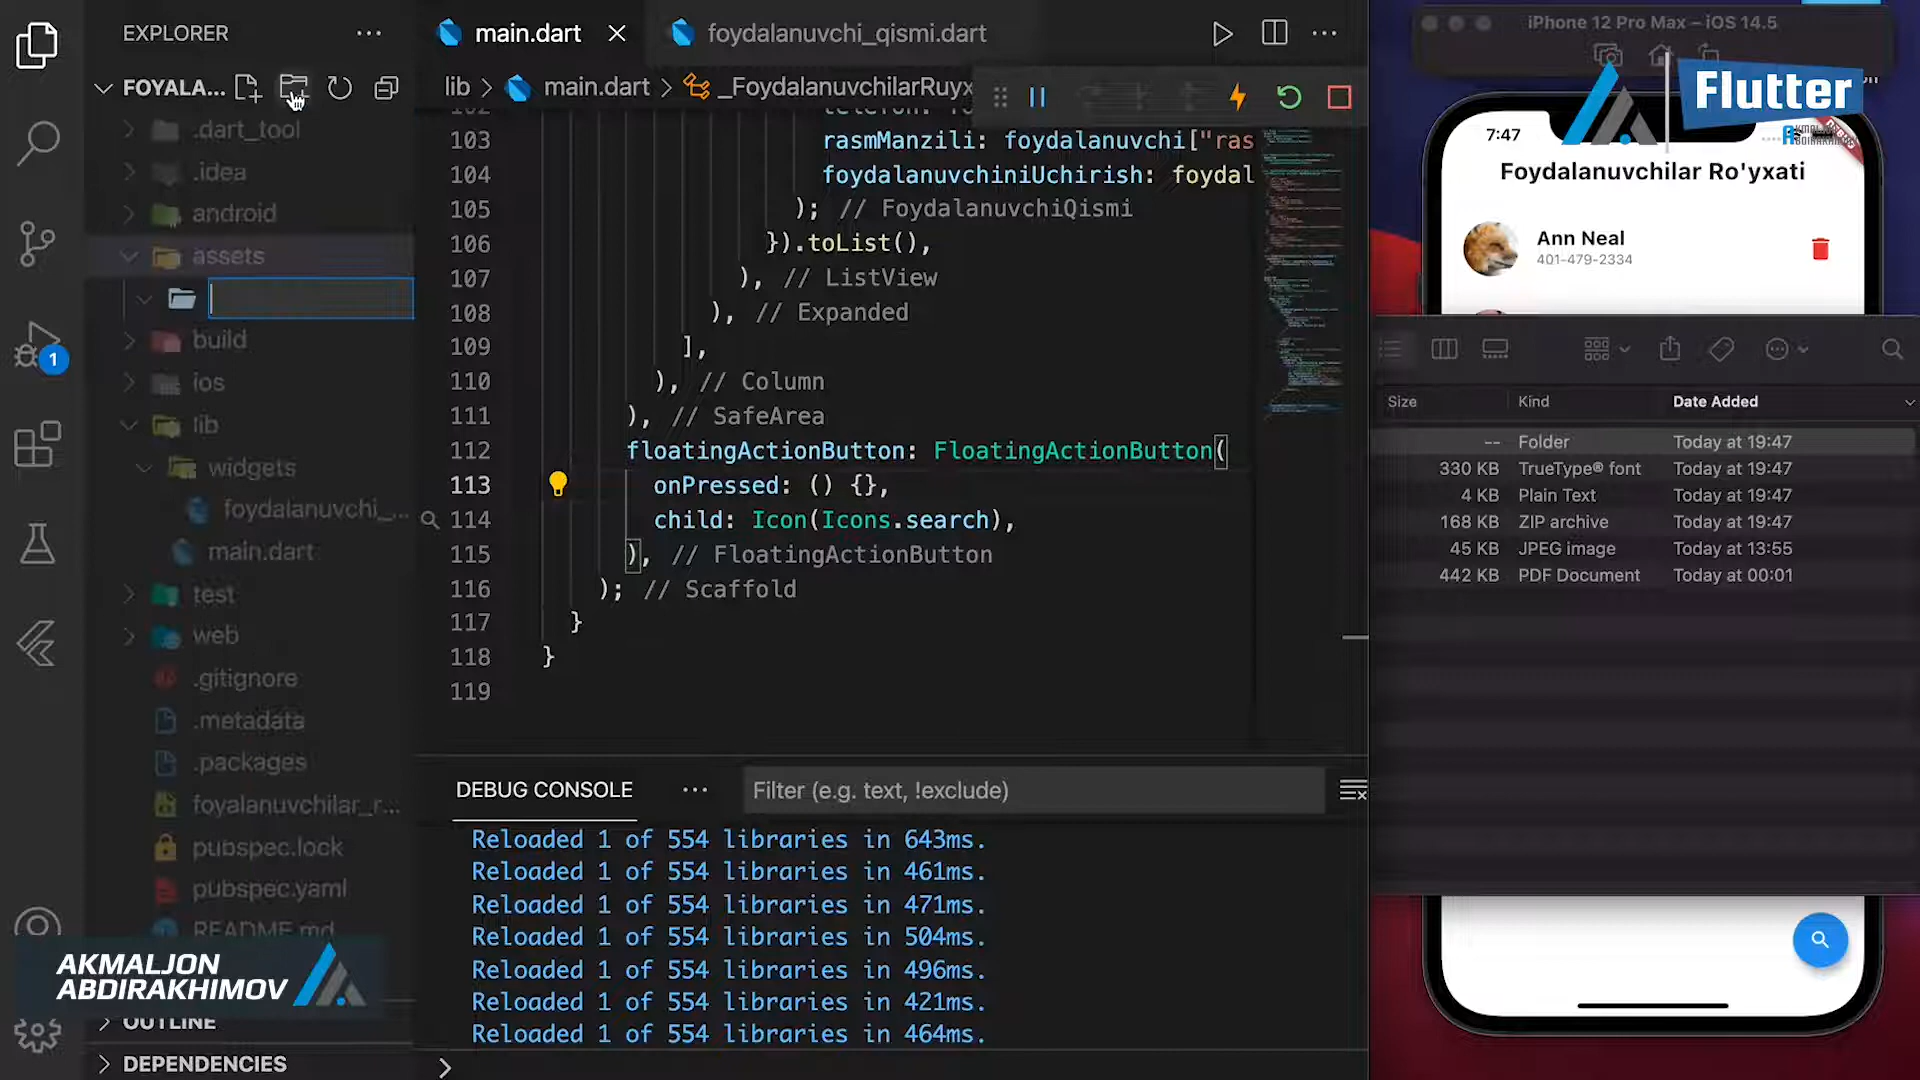 EXPLORER
FOYALA...
.dart_tool
.idea
android
assets
build
ios
lib
widgets
foydalanuvchi_...
main.dart
test
web
.gitignore
.metadata
.packages
foyalanuvchilar_r...
pubspec.lock
pubspec.yaml
README.md
AKMALJON
ABDIRAKHIMOV
OUTLINE
DEPENDENCIES
1
main.dart
foydalanuvchi_qismi.dart
lib > main.dart > _FoydalanuvchilarRuyx
103 rasmManzili: foydalanuvchi["ras
104 foydalanuvchiniUchirish: foydal
105 ); // FoydalanuvchiQismi
106 }).toList(),
107 ), // ListView
108 ), // Expanded
109 ],
110 ), // Column
111 ), // SafeArea
112 floatingActionButton: FloatingActionButton(
113 onPressed: () {},
114 child: Icon(Icons.search),
115 ), // FloatingActionButton
116 ); // Scaffold
117 }
118 }
119
DEBUG CONSOLE
Filter (e.g. text, !exclude)
Reloaded 1 of 554 libraries in 643ms.
Reloaded 1 of 554 libraries in 461ms.
Reloaded 1 of 554 libraries in 471ms.
Reloaded 1 of 554 libraries in 504ms.
Reloaded 1 of 554 libraries in 496ms.
Reloaded 1 of 554 libraries in 421ms.
Reloaded 1 of 554 libraries in 464ms.
iPhone 12 Pro Max – iOS 14.5
Flutter
7:47
Foydalanuvchilar Ro'yxati
Ann Neal
401-479-2334
Size Kind Date Added
-- Folder Today at 19:47
330 KB TrueType® font Today at 19:47
4 KB Plain Text Today at 19:47
168 KB ZIP archive Today at 19:47
45 KB JPEG image Today at 13:55
442 KB PDF Document Today at 00:01